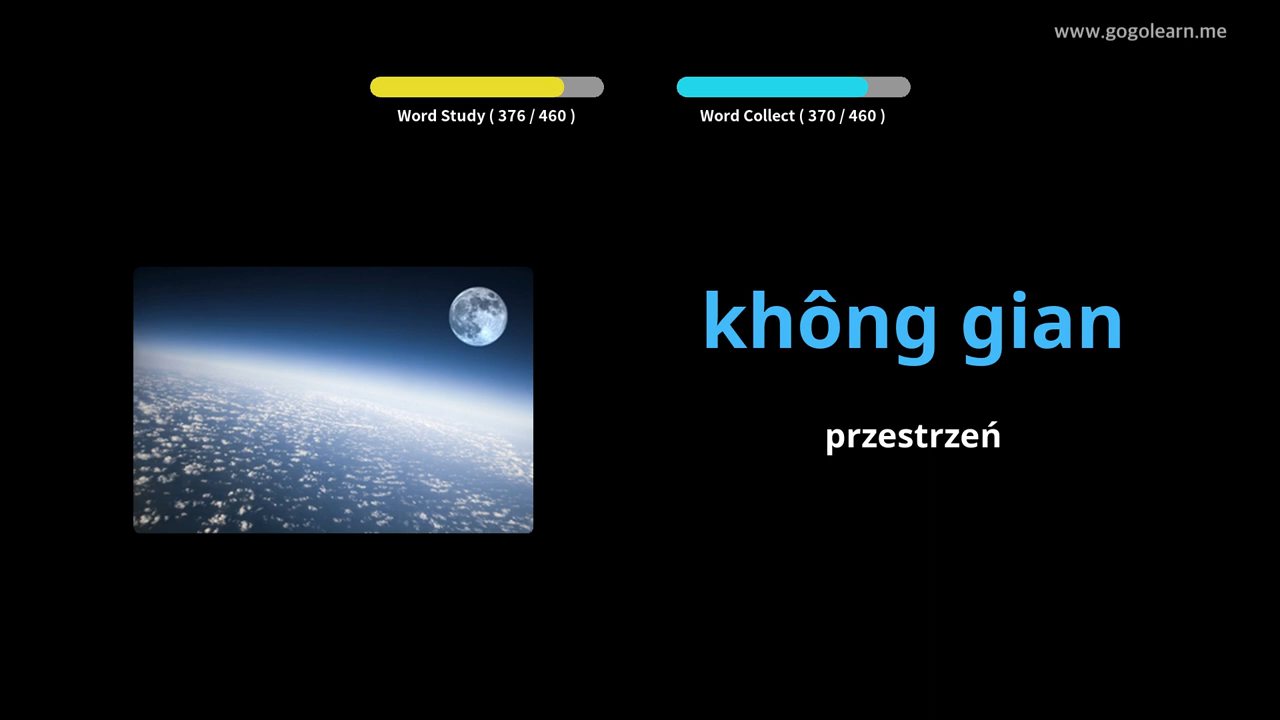 www.gogolearn.me
Word Study ( 376 / 460 )
Word Collect ( 370 / 460 )
không gian
przestrzeń